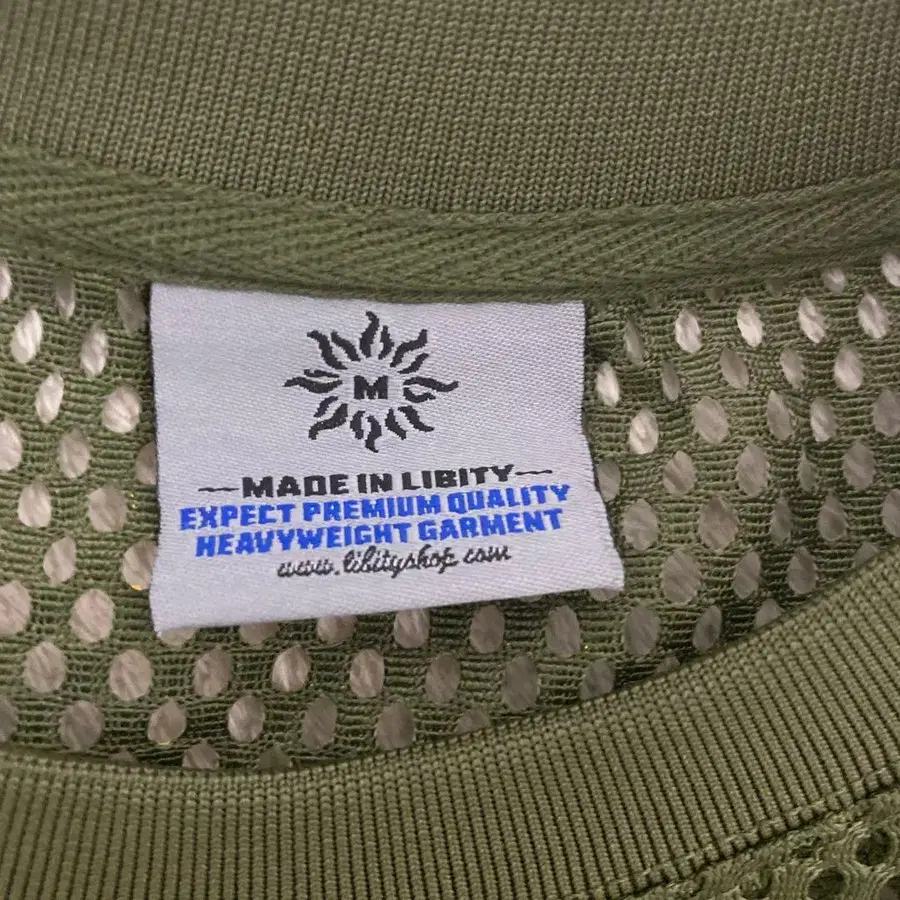 M
MADE IN LIBITY
EXPECT PREMIUM QUALITY
HEAVYWEIGHT GARMENT
www.libityshop.com